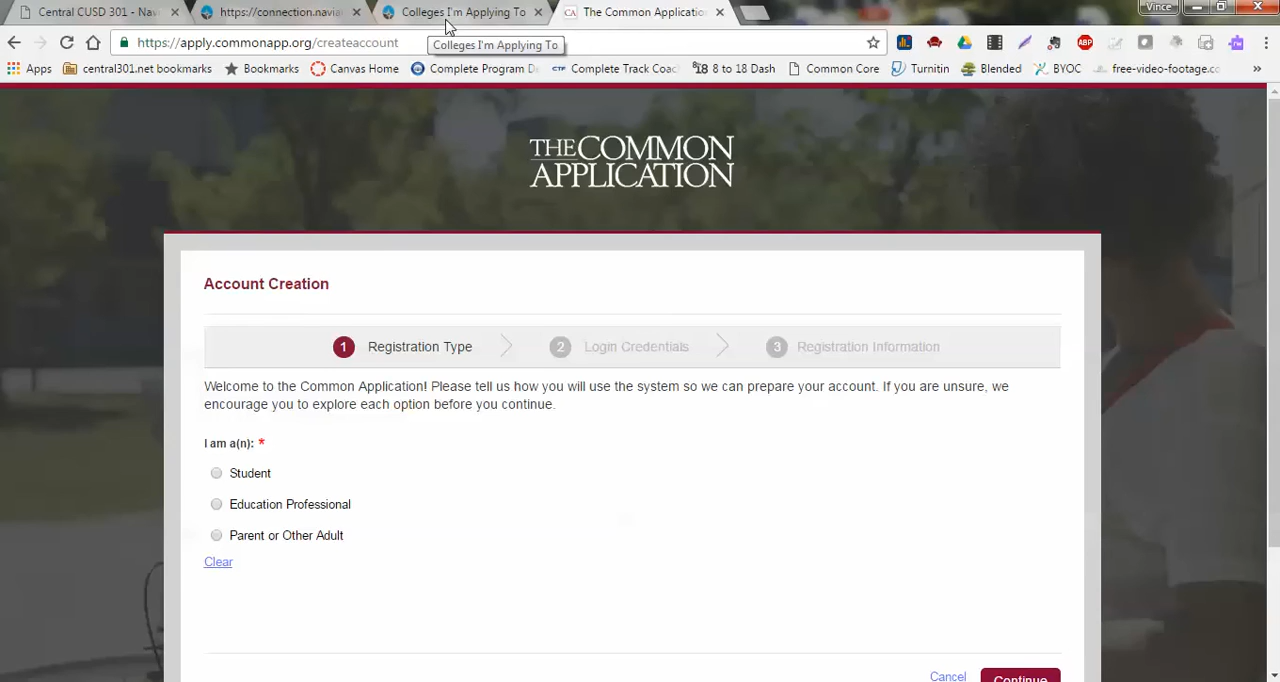 Central CUSD 301 - Nav
https://connection.navia
Colleges I'm Applying To
The Common Application
Vince
https://apply.commonapp.org/createaccount
Colleges I'm Applying To
Apps
central301.net bookmarks
Bookmarks
Canvas Home
Complete Program De
CTF Complete Track Coac
8 to 18 Dash
Common Core
Turnitin
Blended
BYOC
free-video-footage.co
»
THE COMMON
APPLICATION
Account Creation
1 Registration Type
2 Login Credentials
3 Registration Information
Welcome to the Common Application! Please tell us how you will use the system so we can prepare your account. If you are unsure, we
encourage you to explore each option before you continue.
I am a(n): *
Student
Education Professional
Parent or Other Adult
Clear
Cancel
Continue